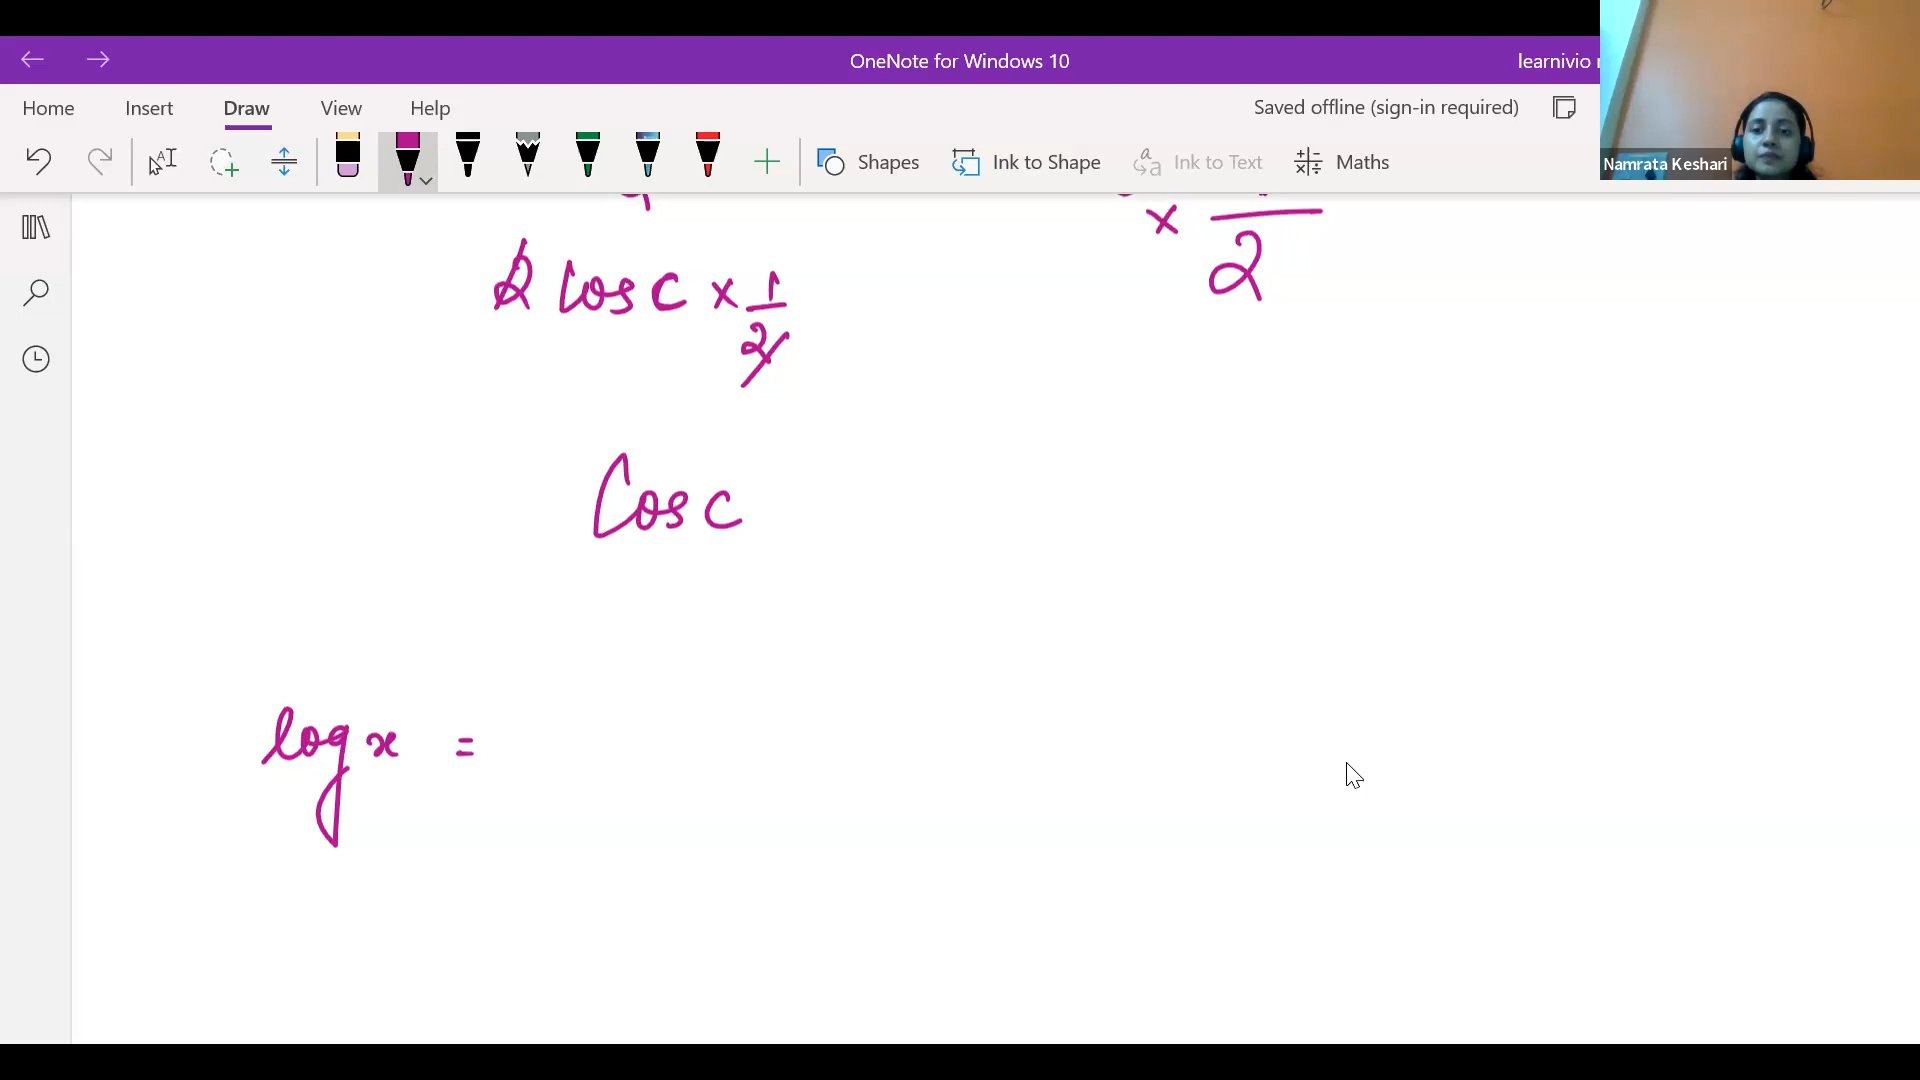 OneNote for Windows 10
learnivio
Home Insert Draw View Help
Saved offline (sign-in required)
Shapes Ink to Shape Ink to Text Maths
Namrata Keshari
× 2
2 Cos c × 1/2
Cos c
log x =